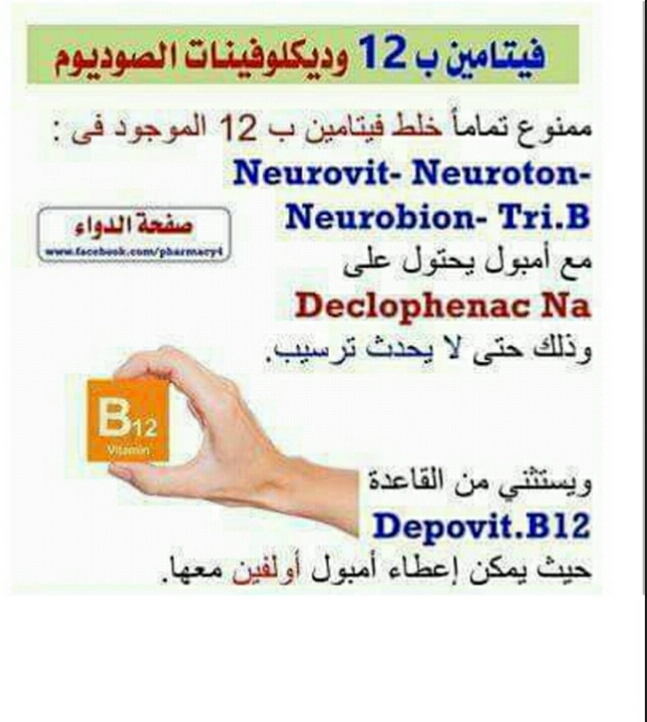 فيتامين ب 12 وديكلوفينات الصوديوم
ممنوع تماماً خلط فيتامين ب 12 الموجود فى :
Neurovit- Neuroton-
Neurobion- Tri.B
صفحة الدواء
www.facebook.com/pharmacy4
مع أمبول يحتول على
Declophenac Na
وذلك حتى لا يحدث ترسيب.
B12
Vitamin
ويستثني من القاعدة
Depovit.B12
حيث يمكن إعطاء أمبول أولفين معها.